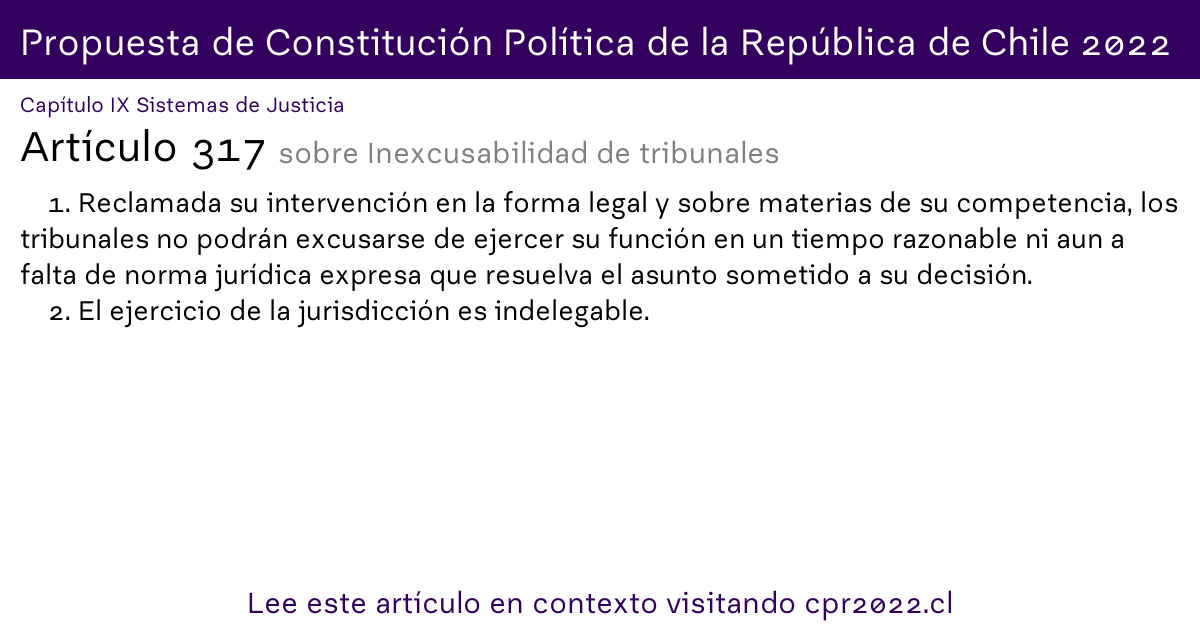 Propuesta de Constitución Política de la República de Chile 2022
Capítulo IX Sistemas de Justicia
Artículo 317 sobre Inexcusabilidad de tribunales
1. Reclamada su intervención en la forma legal y sobre materias de su competencia, los
tribunales no podrán excusarse de ejercer su función en un tiempo razonable ni aun a
falta de norma jurídica expresa que resuelva el asunto sometido a su decisión.
2. El ejercicio de la jurisdicción es indelegable.
Lee este artículo en contexto visitando cpr2022.cl